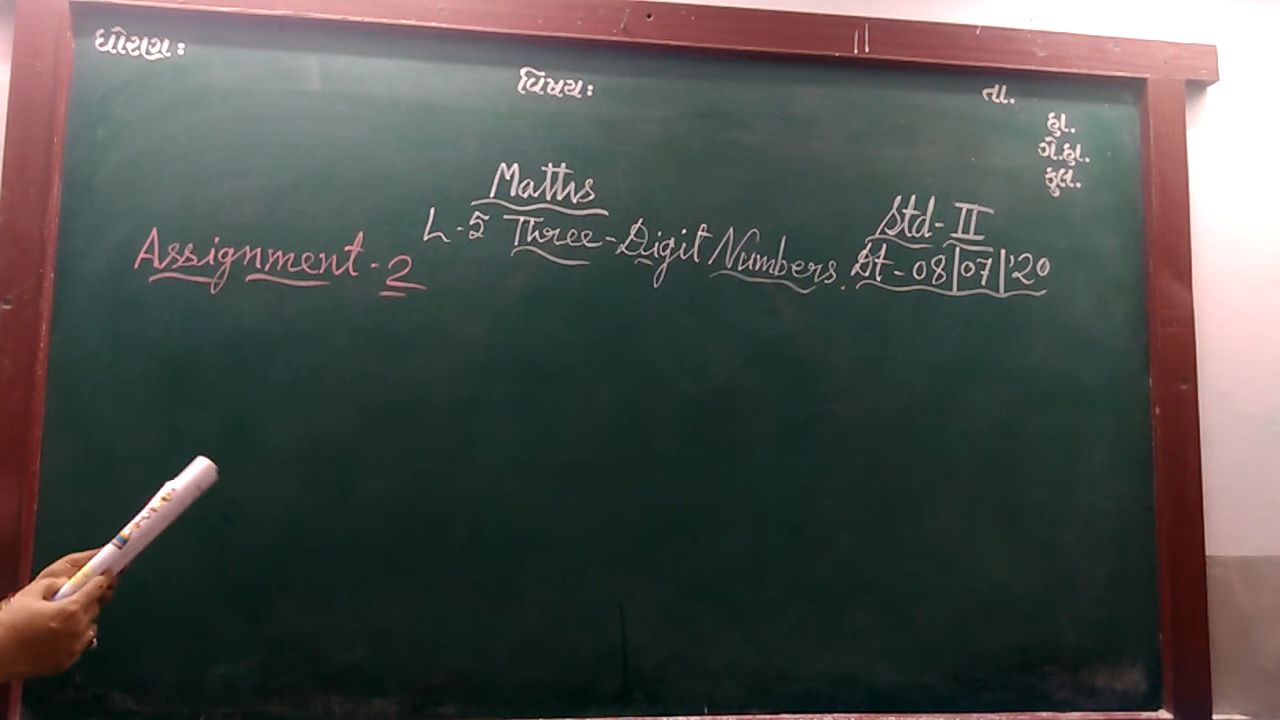 ધોરણ:
વિષય:
તા.
હા.
ગે.હા.
કુલ.
Maths
Std-II
L-5 Three-Digit Numbers.
Dt-08|07|'20
Assignment-2